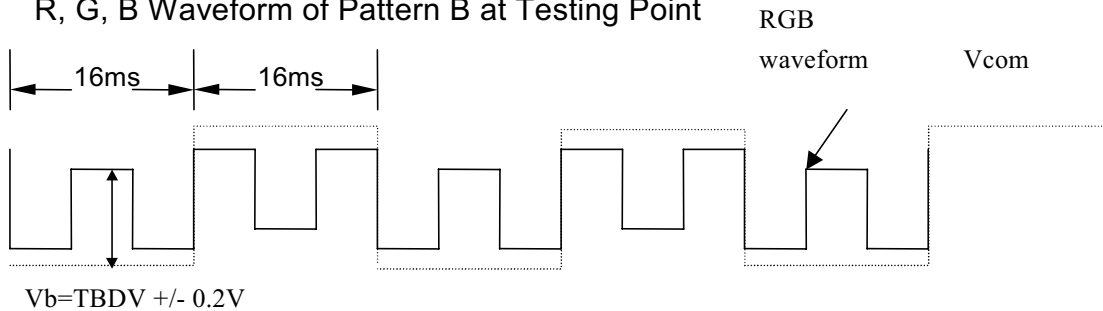 R, G, B Waveform of Pattern B at Testing Point
RGB
waveform
Vcom
16ms
16ms
Vb=TBDV +/- 0.2V